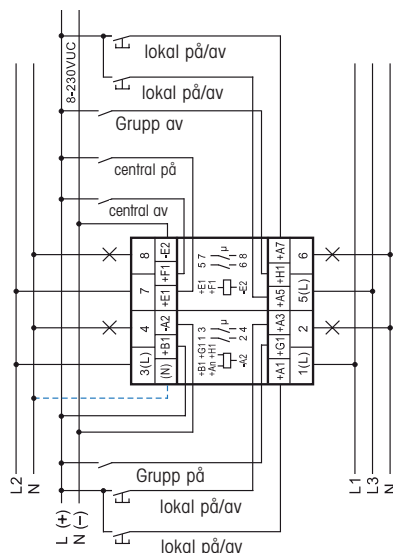 lokal på/av
lokal på/av
8-230VUC
Grupp av
central på
central av
8 -E2
7 +F1
+E1
4 -A2
3(L) +B1
(N)
5 7
6 8
µ
+E1
+F1
-E2
1 3
2 4
µ
+B1 +G1
+An +H1
-A2
+A7 6
+H1
+A5 5(L)
+A3 2
+G1
+A1 1(L)
Grupp på
lokal på/av
lokal på/av
L2
N
L (+)
N (−)
L1
L3
N